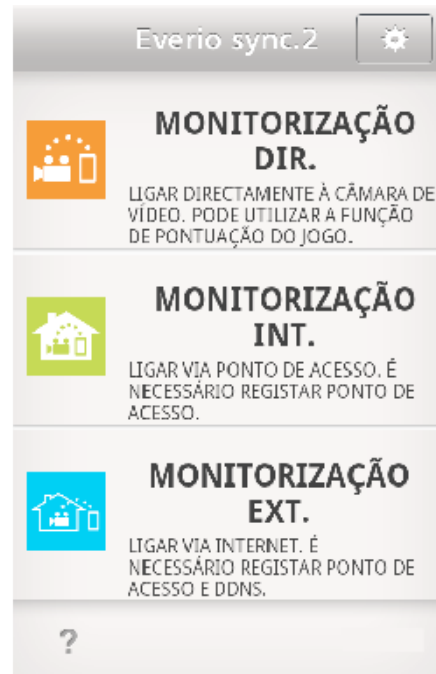 Everio sync.2
MONITORIZAÇÃO
DIR.
LIGAR DIRECTAMENTE À CÂMARA DE
VÍDEO. PODE UTILIZAR A FUNÇÃO
DE PONTUAÇÃO DO JOGO.
MONITORIZAÇÃO
INT.
LIGAR VIA PONTO DE ACESSO. É
NECESSÁRIO REGISTAR PONTO DE
ACESSO.
MONITORIZAÇÃO
EXT.
LIGAR VIA INTERNET. É
NECESSÁRIO REGISTAR PONTO DE
ACESSO E DDNS.
?